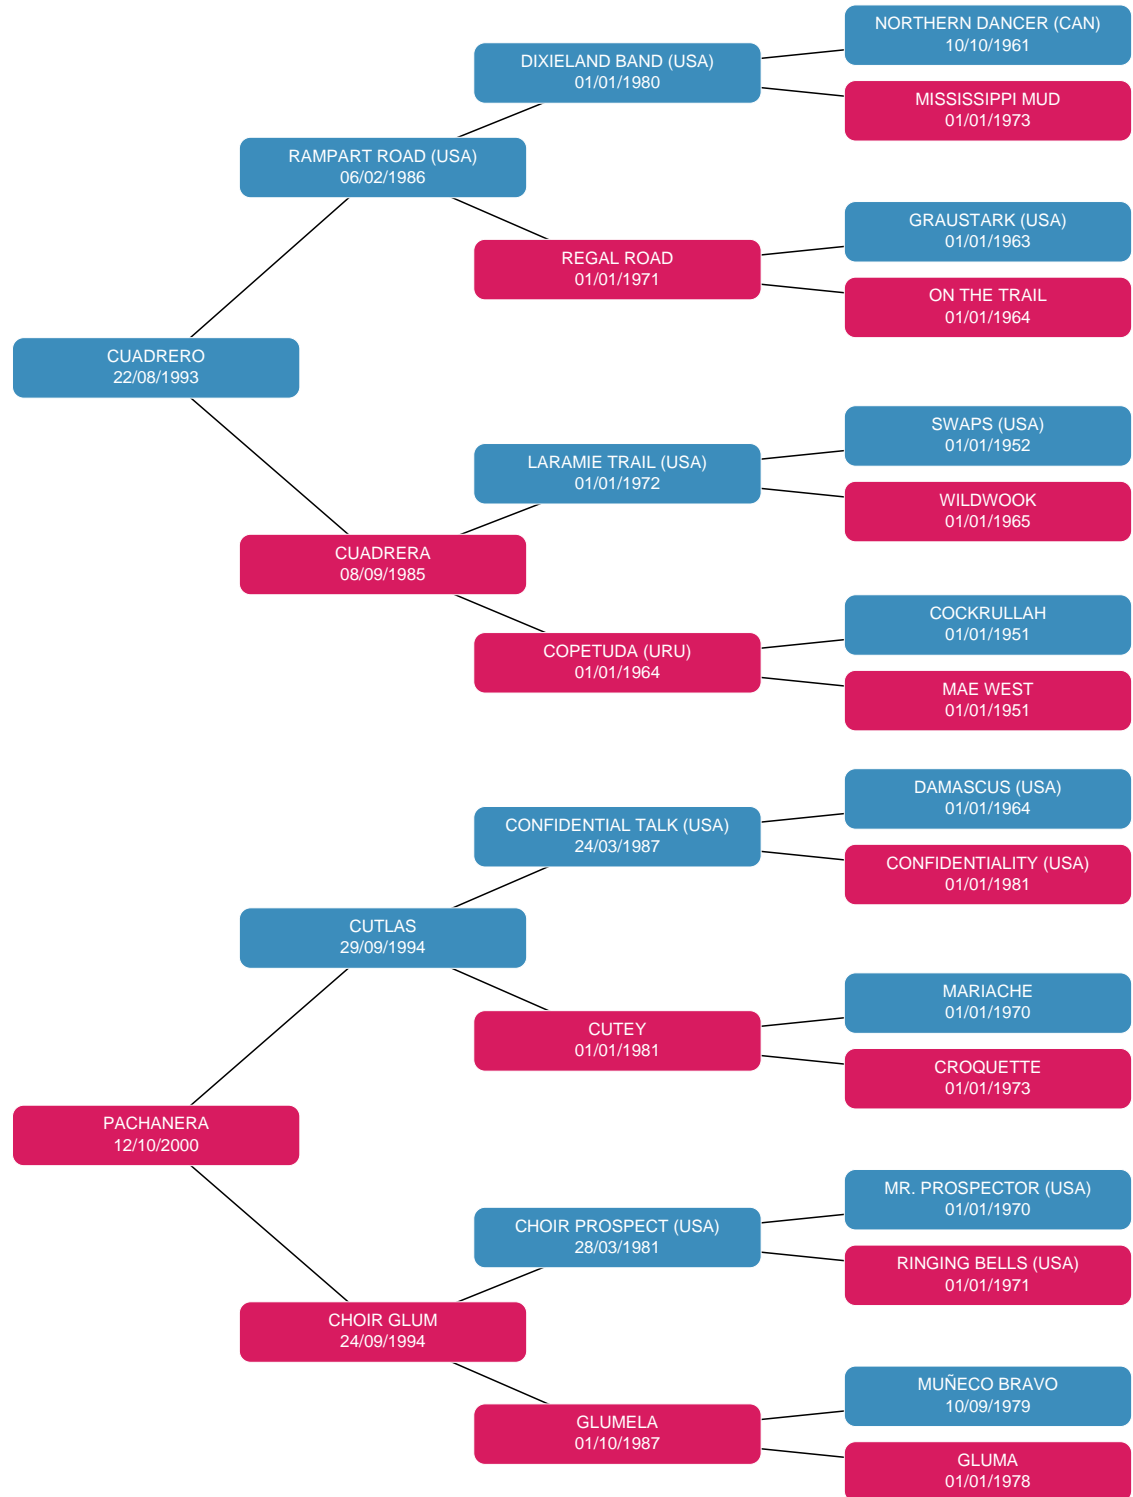 NORTHERN DANCER (CAN)
10/10/1961
DIXIELAND BAND (USA)
01/01/1980
MISSISSIPPI MUD
01/01/1973
RAMPART ROAD (USA)
06/02/1986
GRAUSTARK (USA)
01/01/1963
REGAL ROAD
01/01/1971
ON THE TRAIL
01/01/1964
CUADRERO
22/08/1993
SWAPS (USA)
01/01/1952
LARAMIE TRAIL (USA)
01/01/1972
WILDWOOK
01/01/1965
CUADRERA
08/09/1985
COCKRULLAH
01/01/1951
COPETUDA (URU)
01/01/1964
MAE WEST
01/01/1951
DAMASCUS (USA)
01/01/1964
CONFIDENTIAL TALK (USA)
24/03/1987
CONFIDENTIALITY (USA)
01/01/1981
CUTLAS
29/09/1994
MARIACHE
01/01/1970
CUTEY
01/01/1981
CROQUETTE
01/01/1973
PACHANERA
12/10/2000
MR. PROSPECTOR (USA)
01/01/1970
CHOIR PROSPECT (USA)
28/03/1981
RINGING BELLS (USA)
01/01/1971
CHOIR GLUM
24/09/1994
MUÑECO BRAVO
10/09/1979
GLUMELA
01/10/1987
GLUMA
01/01/1978